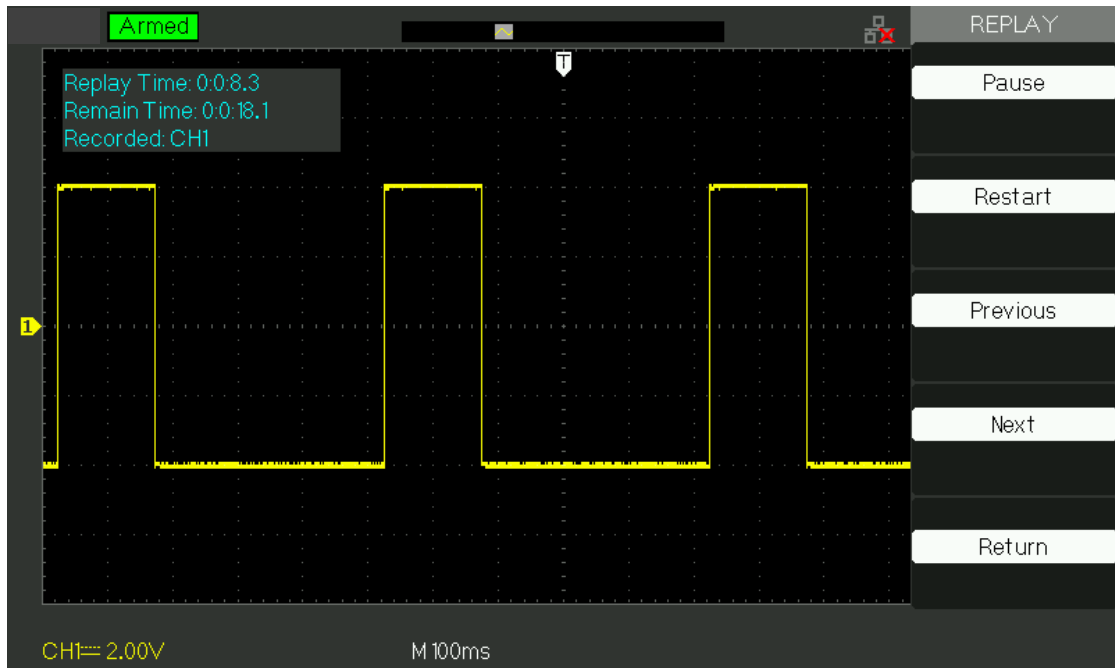 Armed
REPLAY
T
Replay Time: 0:0:8.3
Remain Time: 0:0:18.1
Recorded: CH1
Pause
Restart
1
Previous
Next
Return
CH1 2.00V
M 100ms